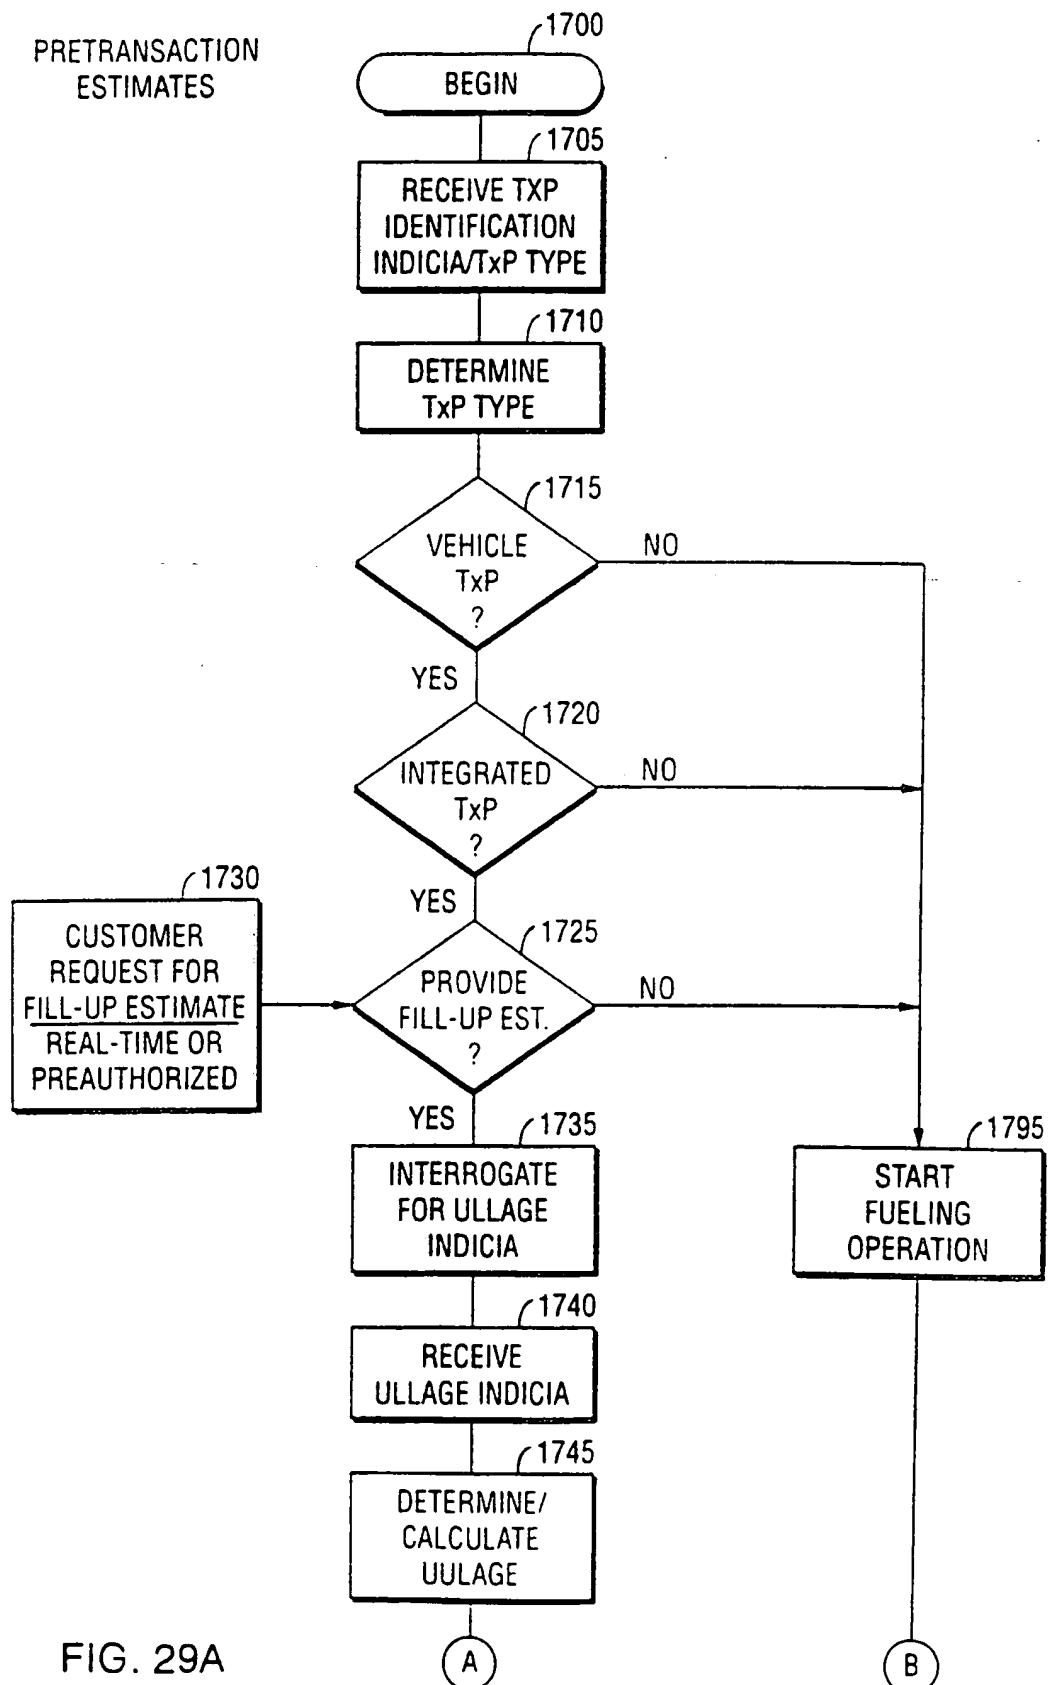 PRETRANSACTION
ESTIMATES
1700
BEGIN
1705
RECEIVE TXP
IDENTIFICATION
INDICIA/TxP TYPE
1710
DETERMINE
TxP TYPE
1715
VEHICLE
TxP
?
NO
YES
1720
INTEGRATED
TxP
?
NO
YES
1730
CUSTOMER
REQUEST FOR
FILL-UP ESTIMATE
REAL-TIME OR
PREAUTHORIZED
1725
PROVIDE
FILL-UP EST.
?
NO
YES
1735
INTERROGATE
FOR ULLAGE
INDICIA
1795
START
FUELING
OPERATION
1740
RECEIVE
ULLAGE INDICIA
1745
DETERMINE/
CALCULATE
UULAGE
A
B
FIG. 29A